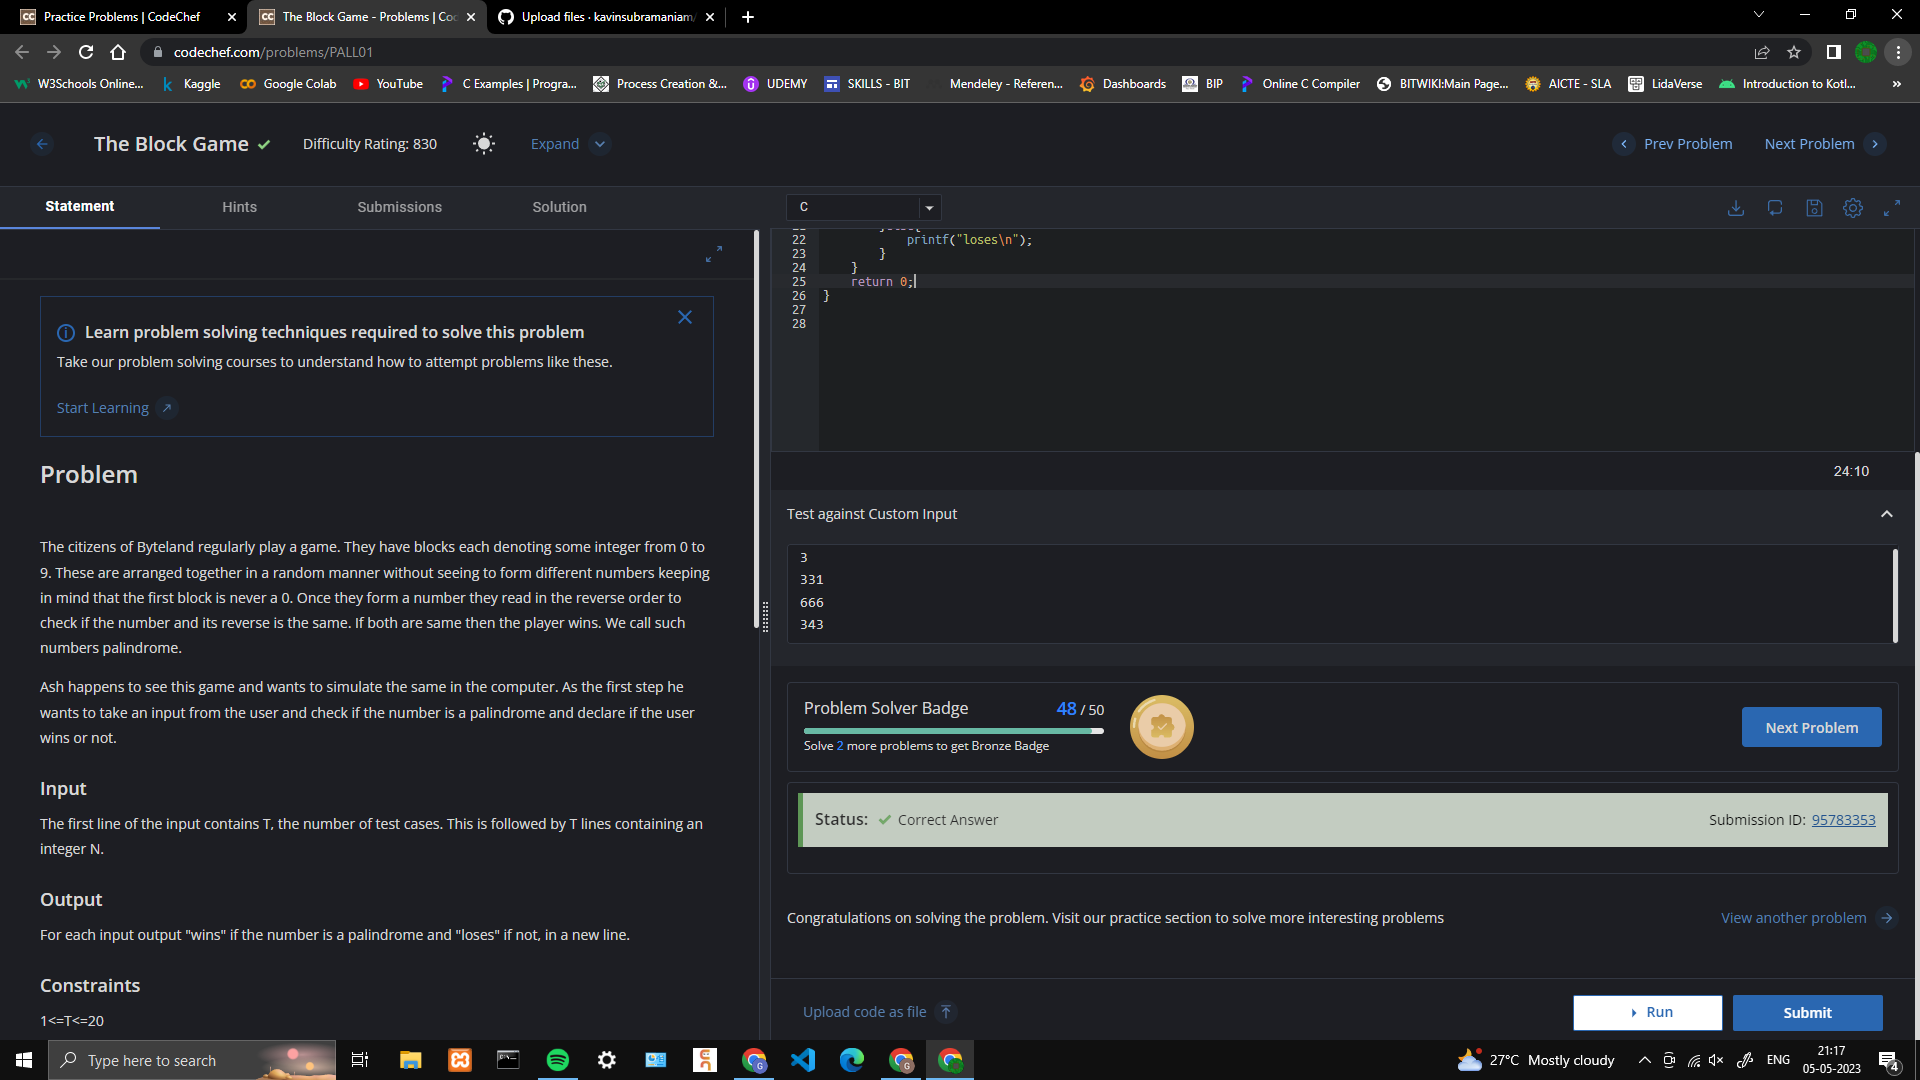 Practice Problems | CodeChef
The Block Game - Problems | Coc
Upload files · kavinsubramaniam/
codechef.com/problems/PALL01
W3Schools Online...
Kaggle
Google Colab
YouTube
C Examples | Progra...
Process Creation &...
UDEMY
SKILLS - BIT
Mendeley - Referen...
Dashboards
BIP
Online C Compiler
BITWIKI:Main Page...
AICTE - SLA
LidaVerse
Introduction to Kotl...
»
The Block Game
Difficulty Rating: 830
Expand
Prev Problem
Next Problem
Statement
Hints
Submissions
Solution
C
22 printf("loses\n");
23 }
24 }
25 return 0;
26 }
27
28
24:10
Learn problem solving techniques required to solve this problem
Take our problem solving courses to understand how to attempt problems like these.
Start Learning
Problem
The citizens of Byteland regularly play a game. They have blocks each denoting some integer from 0 to
9. These are arranged together in a random manner without seeing to form different numbers keeping
in mind that the first block is never a 0. Once they form a number they read in the reverse order to
check if the number and its reverse is the same. If both are same then the player wins. We call such
numbers palindrome.
Ash happens to see this game and wants to simulate the same in the computer. As the first step he
wants to take an input from the user and check if the number is a palindrome and declare if the user
wins or not.
Input
The first line of the input contains T, the number of test cases. This is followed by T lines containing an
integer N.
Output
For each input output "wins" if the number is a palindrome and "loses" if not, in a new line.
Constraints
1<=T<=20
Test against Custom Input
3
331
666
343
Problem Solver Badge
48 / 50
Solve 2 more problems to get Bronze Badge
Next Problem
Status: Correct Answer
Submission ID: 95783353
Congratulations on solving the problem. Visit our practice section to solve more interesting problems
View another problem
Upload code as file
Run
Submit
Type here to search
27°C Mostly cloudy
ENG
21:17
05-05-2023
4